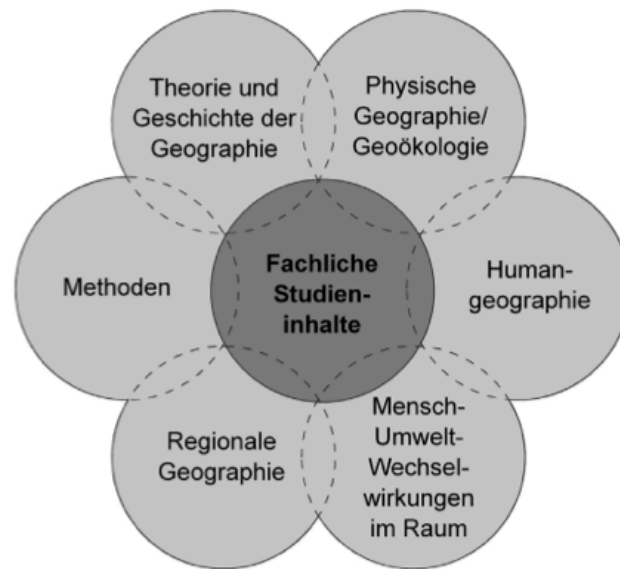 Theorie und
Geschichte der
Geographie
Physische
Geographie/
Geoökologie
Methoden
Fachliche
Studien-
inhalte
Human-
geographie
Regionale
Geographie
Mensch-
Umwelt-
Wechsel-
wirkungen
im Raum